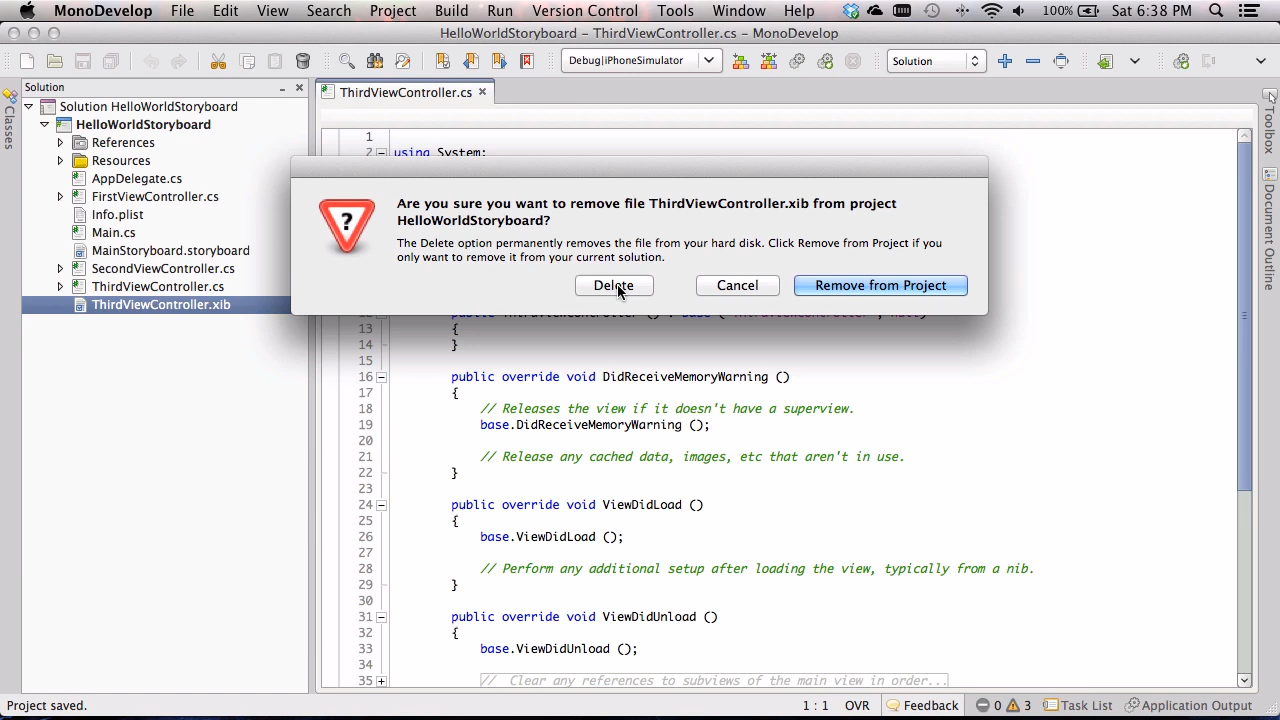 MonoDevelop File Edit View Search Project Build Run Version Control Tools Window Help 100% Sat 6:38 PM
HelloWorldStoryboard – ThirdViewController.cs – MonoDevelop
Debug|iPhoneSimulator Solution
Solution
Solution HelloWorldStoryboard
HelloWorldStoryboard
References
Resources
AppDelegate.cs
FirstViewController.cs
Info.plist
Main.cs
MainStoryboard.storyboard
SecondViewController.cs
ThirdViewController.cs
ThirdViewController.xib
Classes
ThirdViewController.cs
1
2 using System;
Are you sure you want to remove file ThirdViewController.xib from project
HelloWorldStoryboard?
The Delete option permanently removes the file from your hard disk. Click Remove from Project if you
only want to remove it from your current solution.
Delete Cancel Remove from Project
13 {
14 }
15
16 public override void DidReceiveMemoryWarning ()
17 {
18 // Releases the view if it doesn't have a superview.
19 base.DidReceiveMemoryWarning ();
20
21 // Release any cached data, images, etc that aren't in use.
22 }
23
24 public override void ViewDidLoad ()
25 {
26 base.ViewDidLoad ();
27
28 // Perform any additional setup after loading the view, typically from a nib.
29 }
30
31 public override void ViewDidUnload ()
32 {
33 base.ViewDidUnload ();
34
35 // Clear any references to subviews of the main view in order...
Toolbox
Document Outline
Project saved. 1 : 1 OVR Feedback 0 3 Task List Application Output